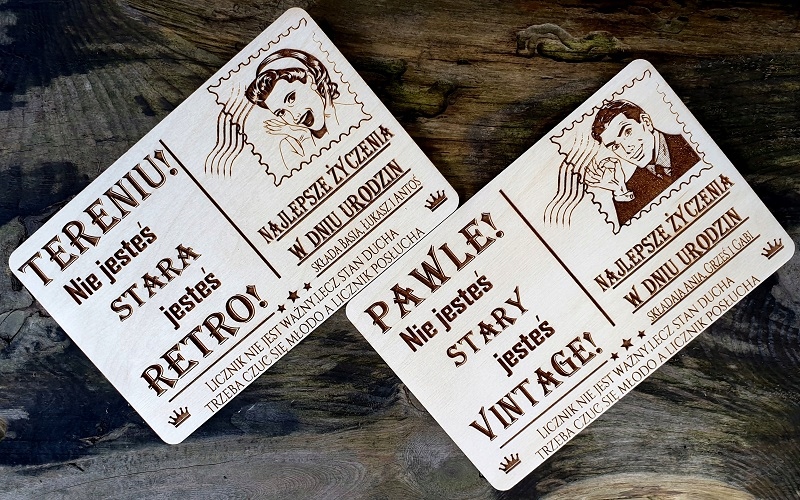 TERENIU!
Nie jesteś
STARA
jesteś
RETRO!
NAJLEPSZE ŻYCZENIA
W DNIU URODZIN
SKŁADA BASIA ŁUKASZ I ANTOŚ
LICZNIK NIE JEST WAŻNY, LECZ STAN DUCHA
TRZEBA CZUĆ SIĘ MŁODO A LICZNIK POSŁUCHA
PAWLE!
Nie jesteś
STARY
jesteś
VINTAGE!
NAJLEPSZE ŻYCZENIA
W DNIU URODZIN
SKŁADAJĄ ANIA, GRZEŚ I GABI
LICZNIK NIE JEST WAŻNY, LECZ STAN DUCHA
TRZEBA CZUĆ SIĘ MŁODO A LICZNIK POSŁUCHA